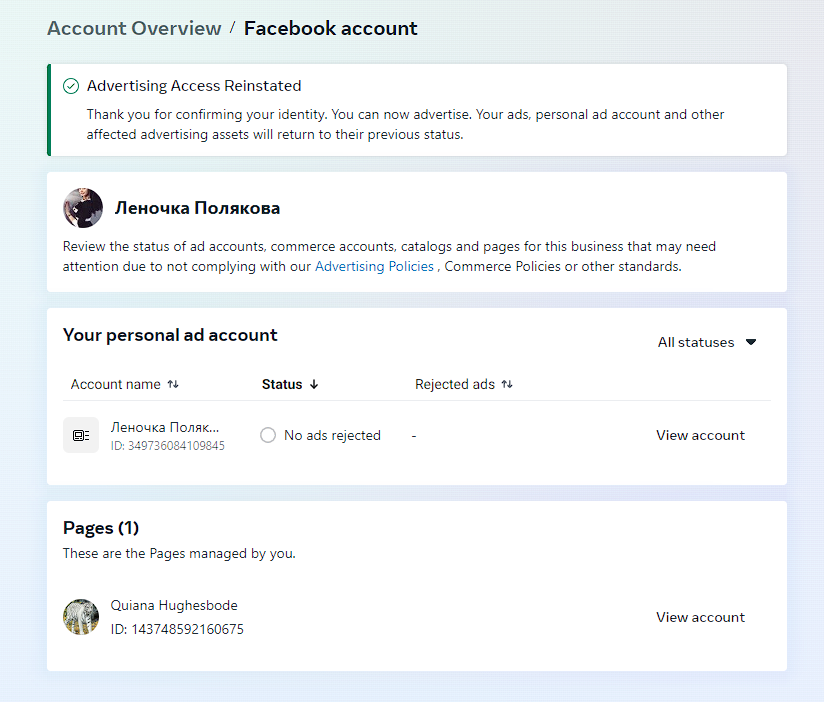 Account Overview / Facebook account
Advertising Access Reinstated
Thank you for confirming your identity. You can now advertise. Your ads, personal ad account and other
affected advertising assets will return to their previous status.
Леночка Полякова
Review the status of ad accounts, commerce accounts, catalogs and pages for this business that may need
attention due to not complying with our Advertising Policies , Commerce Policies or other standards.
Your personal ad account
All statuses
Account name Status Rejected ads
Леночка Поляк...
ID: 349736084109845
No ads rejected - View account
Pages (1)
These are the Pages managed by you.
Quiana Hughesbode
ID: 143748592160675
View account